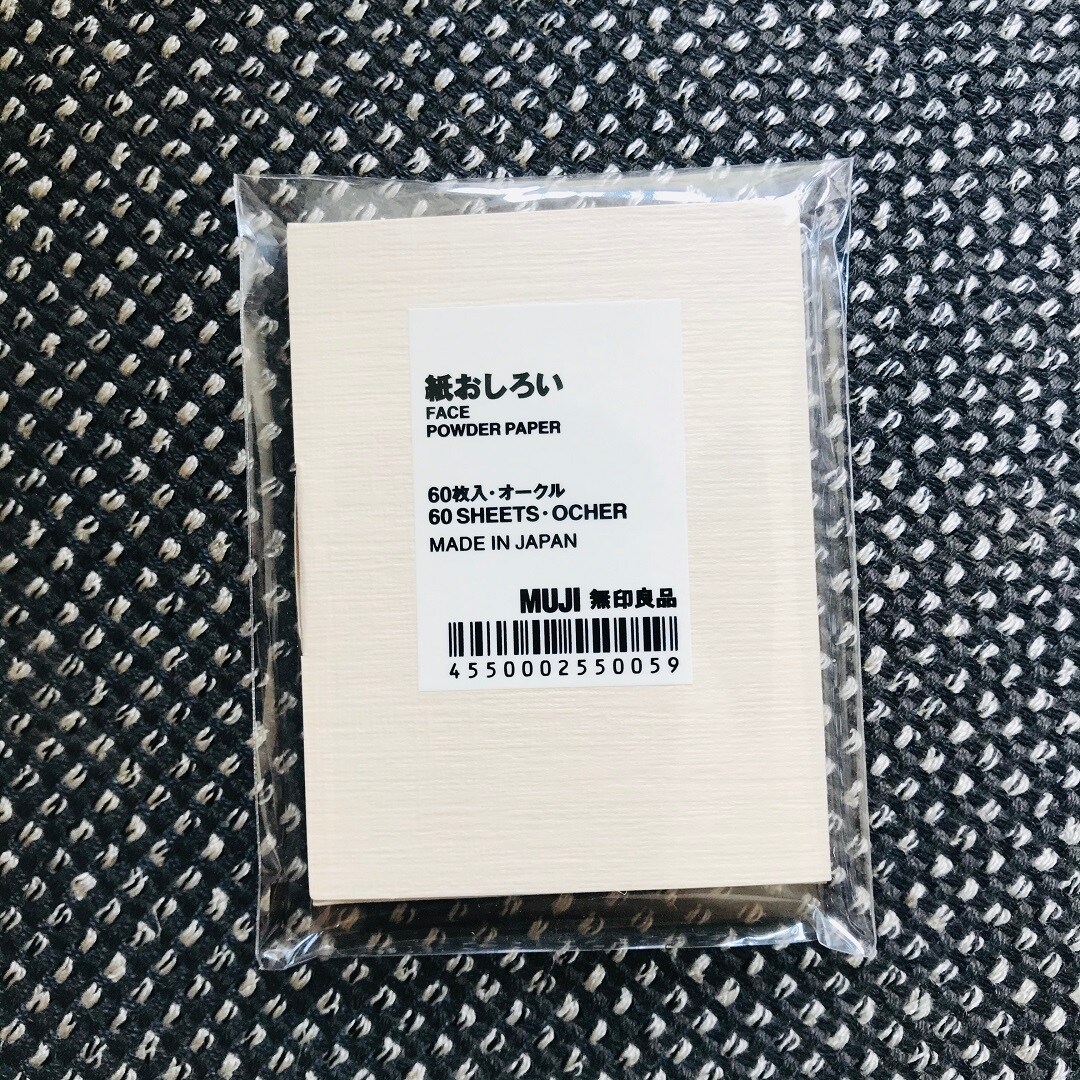 紙おしろい
FACE
POWDER PAPER
60枚入・オークル
60 SHEETS・OCHER
MADE IN JAPAN
MUJI 無印良品
4550002550059